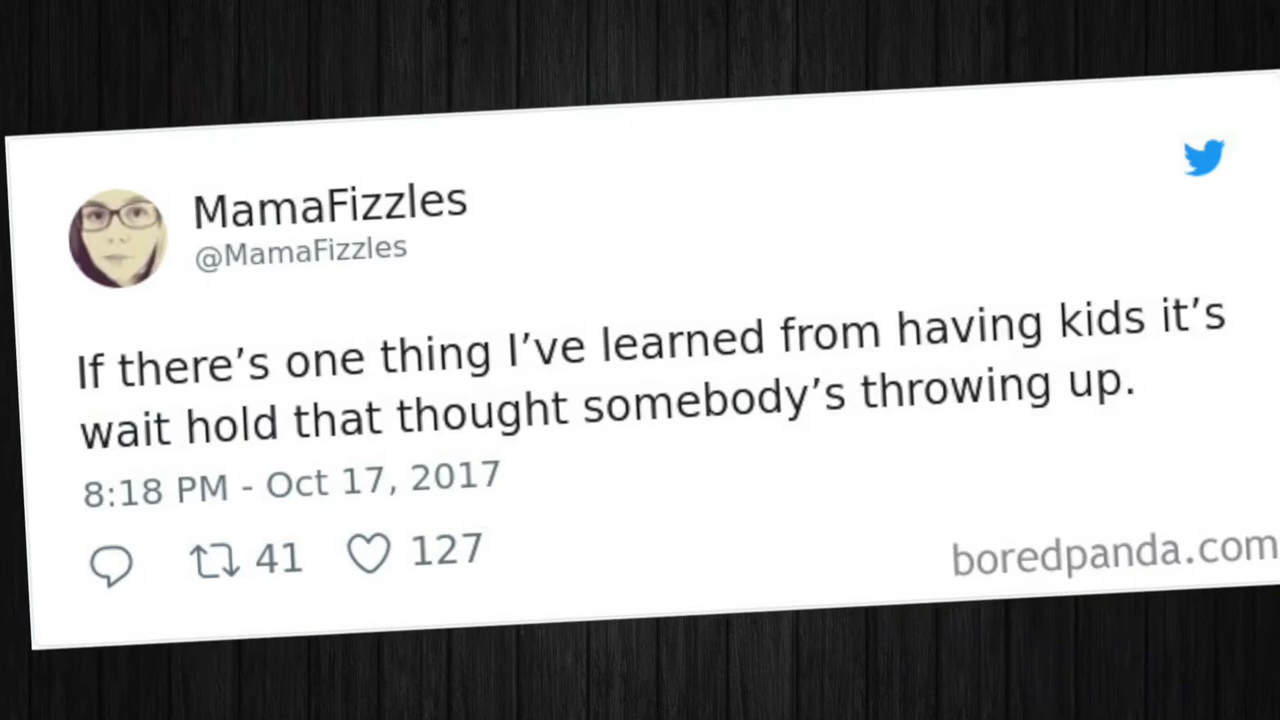 MamaFizzles
@MamaFizzles
If there’s one thing I’ve learned from having kids it’s
wait hold that thought somebody’s throwing up.
8:18 PM - Oct 17, 2017
41 127
boredpanda.com